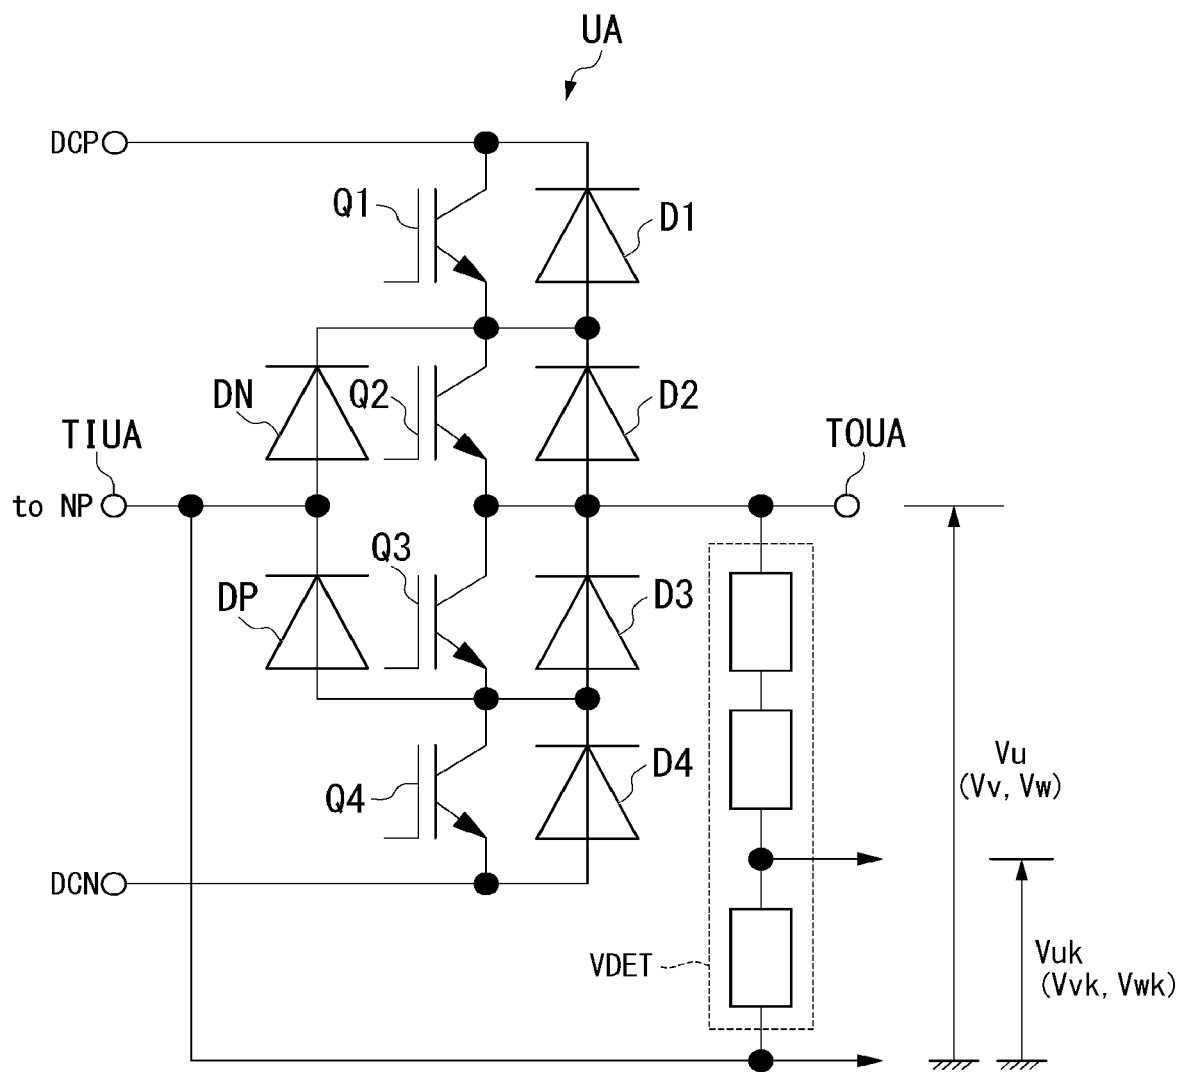 UA
DCP
Q1
D1
DN
Q2
D2
TIUA
TOUA
to NP
Q3
DP
D3
Vu
(Vv, Vw)
Q4
D4
DCN
VDET
Vuk
(Vvk, Vwk)